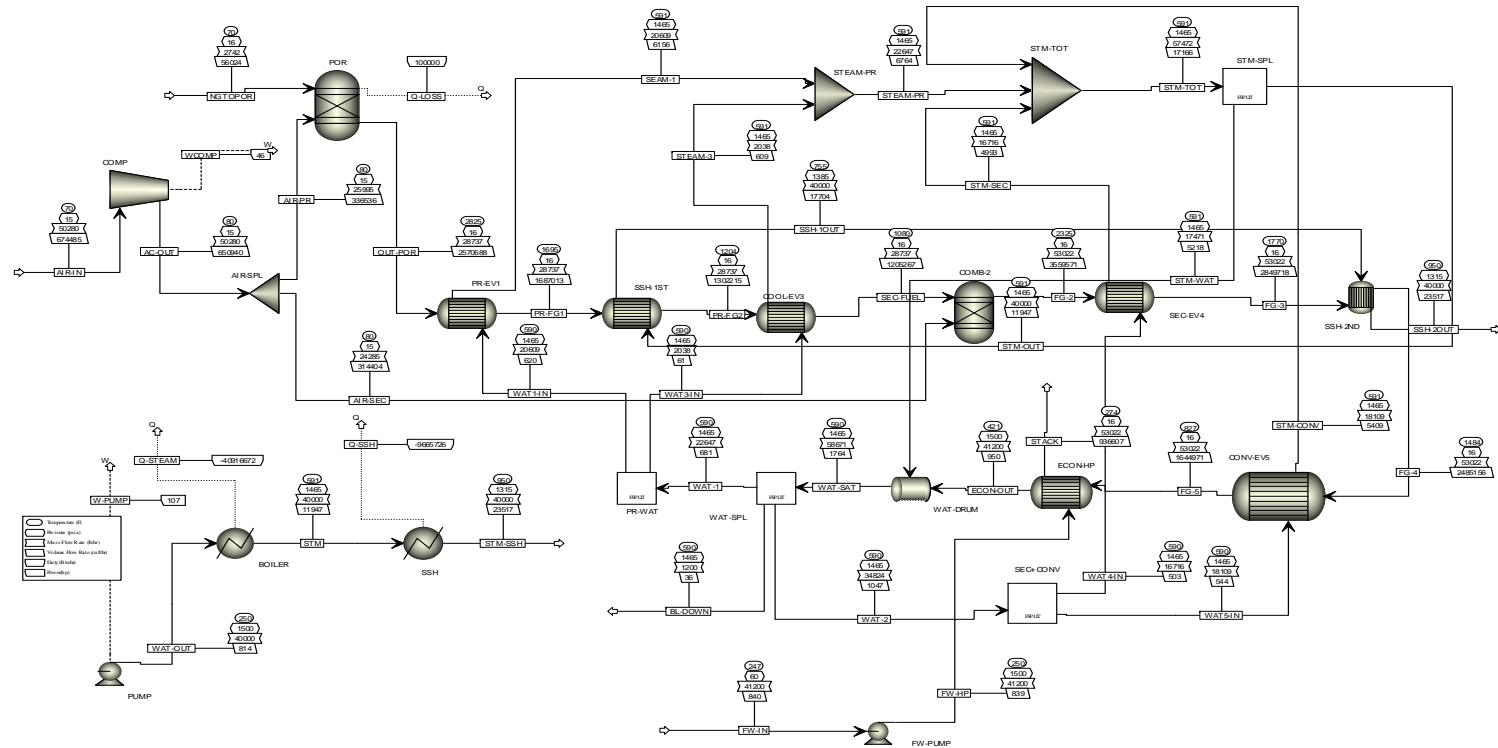 70
16
2742
56024
NGTOPOR
POR
100000
Q-LOSS
Q
591
1465
20609
6156
SEAM-1
STEAM-PR
591
1465
22647
6764
STEAM-PR
STM-TOT
591
1465
57472
17166
STM-TOT
STM-SPL
FSPLIT
COMP
WCOMP
46
W
80
15
25995
336536
AIR-PR
591
1465
2038
609
STEAM-3
591
1465
16716
4993
STM-SEC
755
1385
40000
17704
SSH-1OUT
70
15
50280
674485
AIR-IN
80
15
50280
650940
AC-OUT
AIR-SPL
2825
16
28737
2570688
OUT-POR
PR-EV1
1695
16
28737
1687013
PR-FG1
SSH-1ST
1204
16
28737
1302215
PR-FG2
COOL-EV3
1080
16
28737
1205267
SEC-FUEL
COMB-2
591
1465
40000
11947
STM-OUT
2325
16
53022
3559571
FG-2
SEC-EV4
591
1465
17471
5218
STM-WAT
1770
16
53022
2849718
FG-3
SSH-2ND
950
1315
40000
23517
SSH-2OUT
80
15
24285
314404
AIR-SEC
590
1465
20609
620
WAT1-IN
590
1465
2038
61
WAT3-IN
Q
Q-STEAM
-40916672
Q
Q-SSH
-9665726
W
W-PUMP
107
Temperature (F)
Pressure (psia)
Mass Flow Rate (lb/hr)
Volume Flow Rate (cuft/hr)
Duty (Btu/hr)
Power(hp)
BOILER
591
1465
40000
11947
STM
SSH
950
1315
40000
23517
STM-SSH
250
1500
40000
814
WAT-OUT
PUMP
590
1465
22647
681
WAT-1
FSPLIT
PR-WAT
FSPLIT
WAT-SPL
590
1465
58671
1764
WAT-SAT
WAT-DRUM
421
1500
41200
950
ECON-OUT
STACK
274
16
53022
936607
ECON-HP
827
16
53022
1644971
FG-5
CONV-EV5
591
1465
18109
5409
STM-CONV
1484
16
53022
2485156
FG-4
590
1465
1200
36
BL-DOWN
590
1465
34824
1047
WAT-2
SEC+CONV
FSPLIT
590
1465
16716
503
WAT4-IN
590
1465
18109
544
WAT5-IN
247
60
41200
840
FW-IN
FW-PUMP
250
1500
41200
839
FW-HP